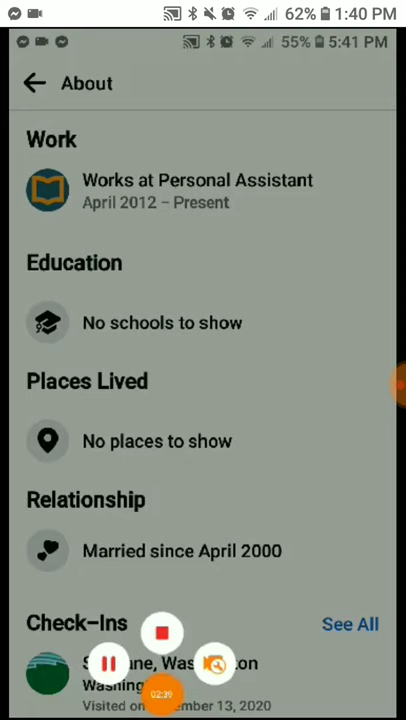 62% 1:40 PM
55% 5:41 PM
About
Work
Works at Personal Assistant
April 2012 – Present
Education
No schools to show
Places Lived
No places to show
Relationship
Married since April 2000
Check-Ins See All
Visited on 13, 2020
02:39